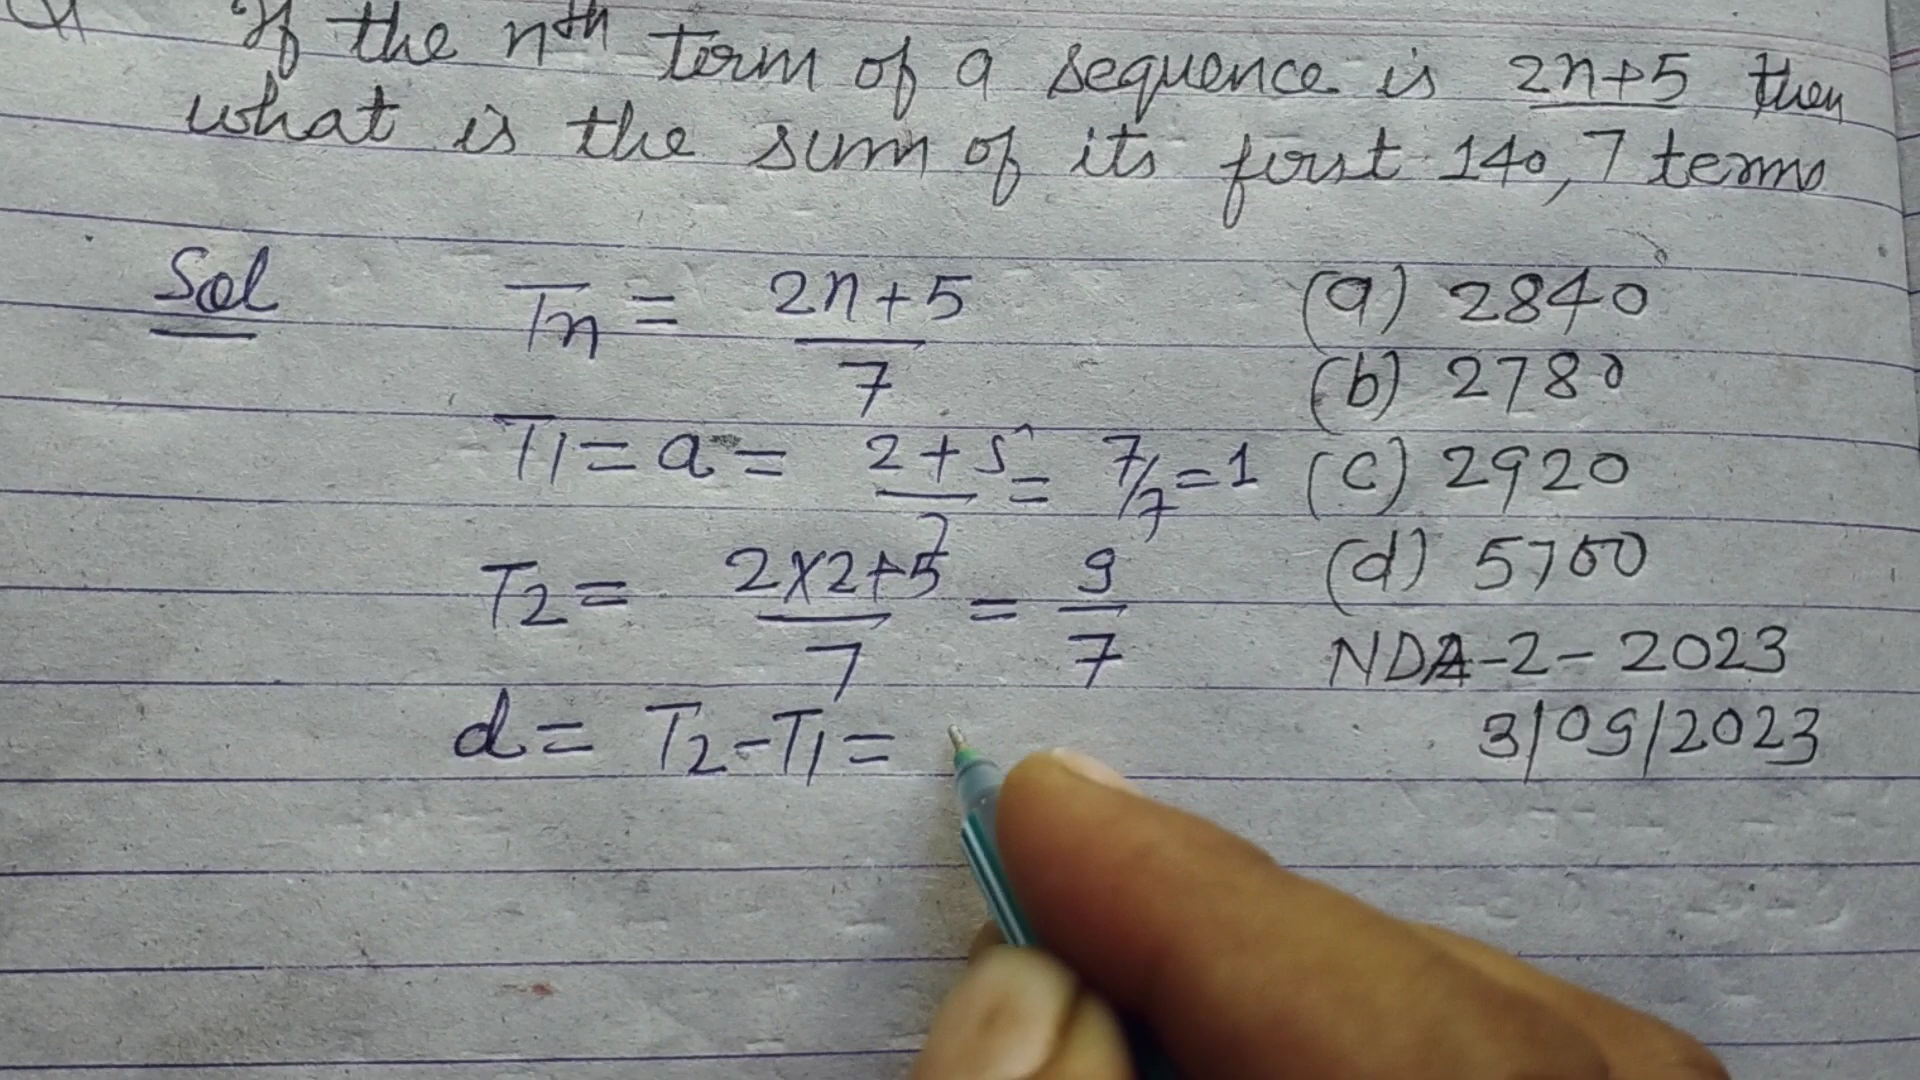 If the nth term of a sequence is 2n+5 then
what is the sum of its first 140, 7 terms
Sol
Tn = 2n+5 / 7
T1 = a = 2+5 / 7 = 7/7 = 1
T2 = 2×2+5 / 7 = 9 / 7
d = T2-T1 =
(a) 2840
(b) 2780
(c) 2920
(d) 5700
NDA-2-2023
3/09/2023